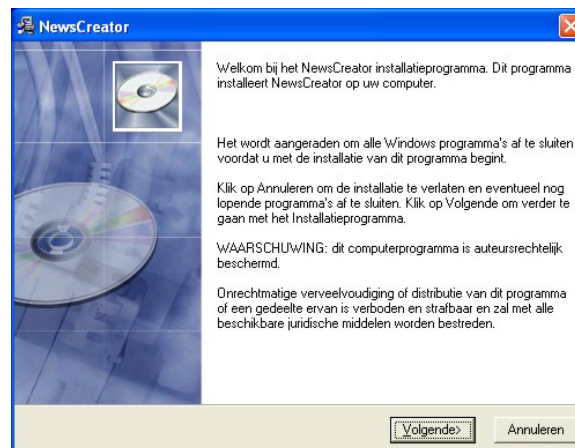 NewsCreator
Welkom bij het NewsCreator installatieprogramma. Dit programma
installeert NewsCreator op uw computer.
Het wordt aangeraden om alle Windows programma's af te sluiten
voordat u met de installatie van dit programma begint.
Klik op Annuleren om de installatie te verlaten en eventueel nog
lopende programma's af te sluiten. Klik op Volgende om verder te
gaan met het Installatieprogramma.
WAARSCHUWING: dit computerprogramma is auteursrechtelijk
beschermd.
Onrechtmatige verveelvoudiging of distributie van dit programma
of een gedeelte ervan is verboden en strafbaar en zal met alle
beschikbare juridische middelen worden bestreden.
Volgende>
Annuleren